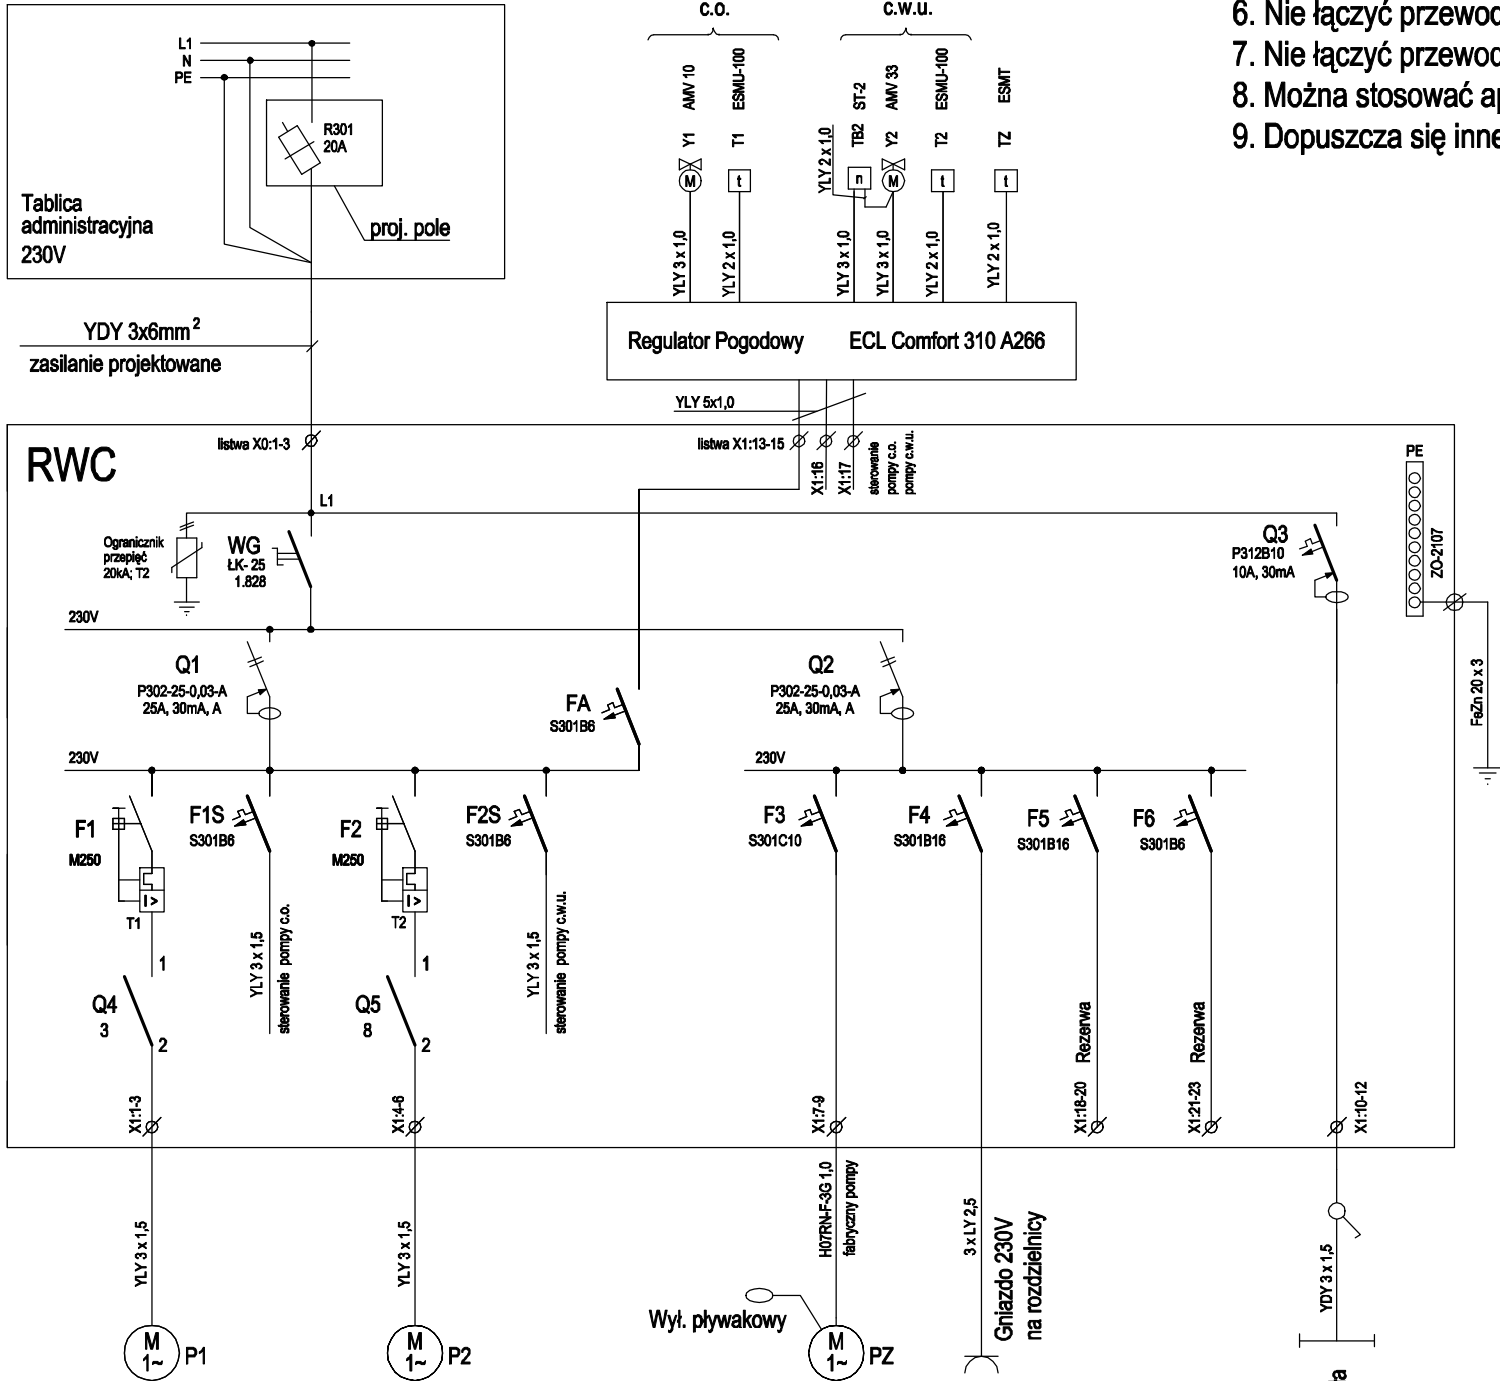 6. Nie łączyć
7. Nie łączyć
8. Można stosować
9. Dopuszcza się
L1
N
PE
R301
20A
Tablica
administracyjna
230V
proj. pole
YDY 3x6mm²
zasilanie projektowane
c.o.
c.w.u.
AMV 10
ESMU-100
ST-2
AMV 33
ESMU-100
ESMT
Y1
T1
TB2
Y2
T2
TZ
YLY 2 x 1,0
M
t
n
M
t
t
YLY 3 x 1,0
YLY 2 x 1,0
YLY 3 x 1,0
YLY 3 x 1,0
YLY 2 x 1,0
YLY 2 x 1,0
Regulator Pogodowy ECL Comfort 310 A266
YLY 5x1,0
RWC
listwa X0:1-3
listwa X1:13-15
X1:16
X1:17
sterowanie
pompy c.o.
pompy c.w.u.
PE
ZO-2107
FeZn 20 x 3
L1
Ogranicznik
przepięć
20kA; T2
WG
ŁK- 25
1.828
Q3
P312B10
10A, 30mA
230V
Q1
P302-25-0,03-A
25A, 30mA, A
FA
S301B6
Q2
P302-25-0,03-A
25A, 30mA, A
230V
230V
F1
M250
I >
T1
F1S
S301B6
F2
M250
I >
T2
F2S
S301B6
F3
S301C10
F4
S301B16
F5
S301B16
F6
S301B6
YLY 3 x 1,5
sterowanie pompy c.o.
YLY 3 x 1,5
sterowanie pompy c.w.u.
1
Q4
3
2
1
Q5
8
2
Rezerwa
Rezerwa
X1:1-3
X1:4-6
X1:7-9
X1:18-20
X1:21-23
X1:10-12
YLY 3 x 1,5
YLY 3 x 1,5
H07RN-F-3G 1,0
fabryczny pompy
3 x LY 2,5
Gniazdo 230V
na rozdzielnicy
YDY 3 x 1,5
Wył. pływakowy
M
1~
P1
M
1~
P2
M
1~
PZ